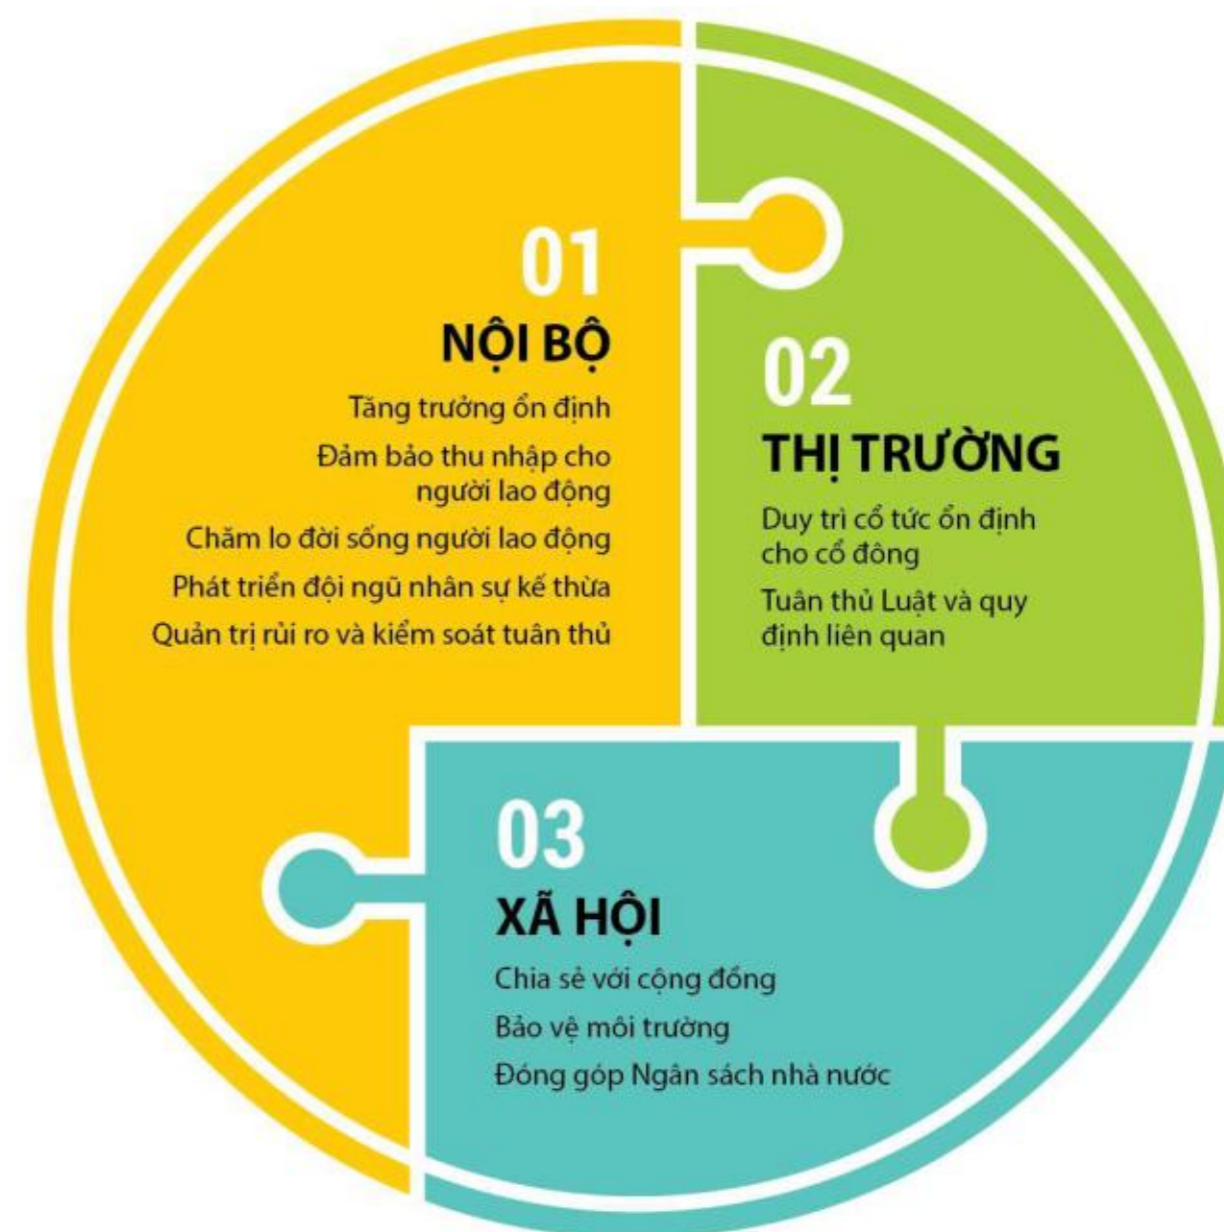 01
NỘI BỘ
Tăng trưởng ổn định
Đảm bảo thu nhập cho
người lao động
Chăm lo đời sống người lao động
Phát triển đội ngũ nhân sự kế thừa
Quản trị rủi ro và kiểm soát tuân thủ
02
THỊ TRƯỜNG
Duy trì cổ tức ổn định
cho cổ đông
Tuân thủ Luật và quy
định liên quan
03
XÃ HỘI
Chia sẻ với cộng đồng
Bảo vệ môi trường
Đóng góp Ngân sách nhà nước